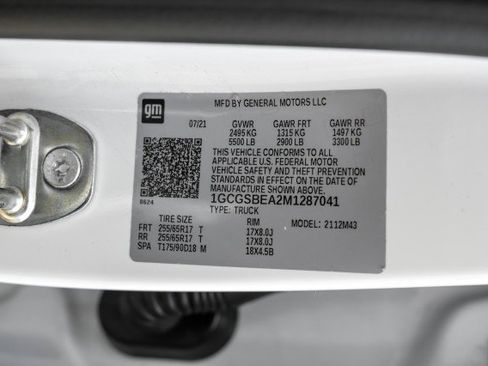 gm
MFD BY GENERAL MOTORS LLC
07/21 GVWR GAWR FRT GAWR RR
2495 KG 1315 KG 1497 KG
5500 LB 2900 LB 3300 LB
THIS VEHICLE CONFORMS TO ALL
APPLICABLE U.S. FEDERAL MOTOR
VEHICLE SAFETY AND THEFT PREVENTION
STANDARDS IN EFFECT ON THE DATE
OF MANUFACTURE SHOWN ABOVE.
1GCGSBEA2M1287041
8624 TYPE: TRUCK
TIRE SIZE RIM MODEL: 2112M43
FRT 255/65R17 T 17X8.0J
RR 255/65R17 T 17X8.0J
SPA T175/90D18 M 18X4.5B